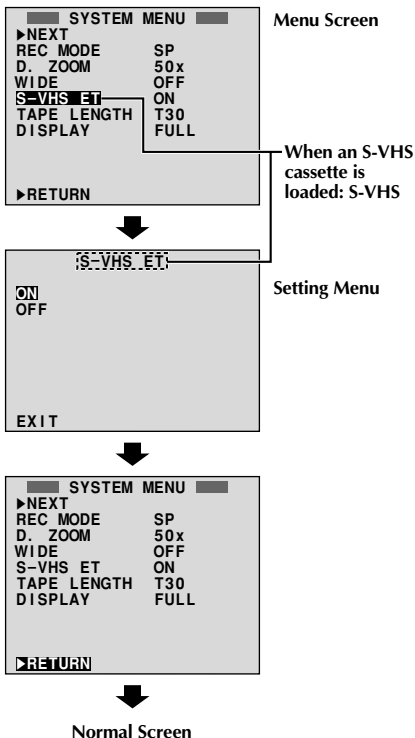 SYSTEM MENU
Menu Screen
▶NEXT
REC MODE SP
D. ZOOM 50x
WIDE OFF
S–VHS ET ON
TAPE LENGTH T30
DISPLAY FULL
▶RETURN
When an S-VHS
cassette is
loaded: S-VHS
S–VHS ET
Setting Menu
ON
OFF
EXIT
SYSTEM MENU
▶NEXT
REC MODE SP
D. ZOOM 50x
WIDE OFF
S–VHS ET ON
TAPE LENGTH T30
DISPLAY FULL
▶RETURN
Normal Screen